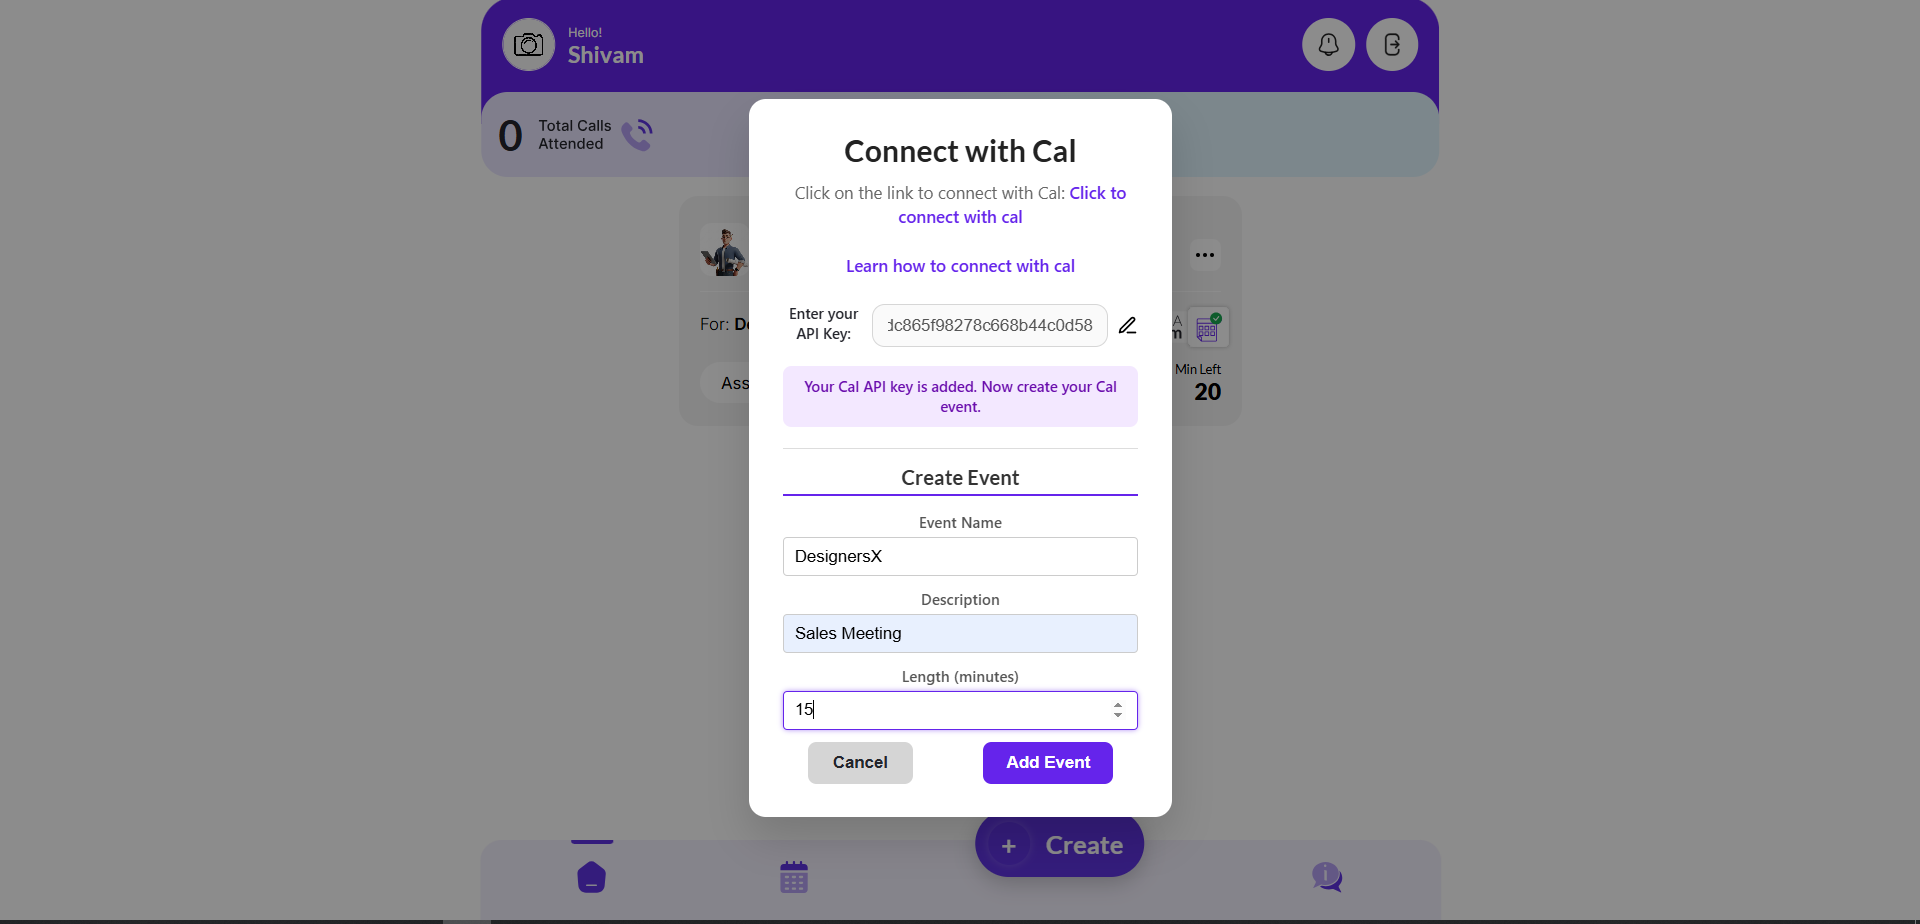 Hello!
Shivam
0
Total Calls
Attended
Connect with Cal
Click on the link to connect with Cal: Click to
connect with cal
Learn how to connect with cal
Enter your
API Key:
dc865f98278c668b44c0d58
Your Cal API key is added. Now create your Cal
event.
For:
Ass
Min Left
20
Create Event
Event Name
DesignersX
Description
Sales Meeting
Length (minutes)
15
Cancel
Add Event
+ Create